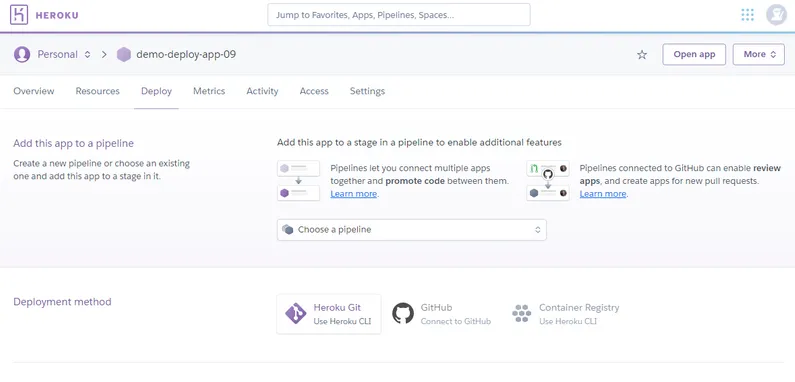 HEROKU
Jump to Favorites, Apps, Pipelines, Spaces...
Personal
demo-deploy-app-09
Open app
More
Overview
Resources
Deploy
Metrics
Activity
Access
Settings
Add this app to a pipeline
Create a new pipeline or choose an existing
one and add this app to a stage in it.
Add this app to a stage in a pipeline to enable additional features
Pipelines let you connect multiple apps
together and promote code between them.
Learn more.
Pipelines connected to GitHub can enable review
apps, and create apps for new pull requests.
Learn more.
Choose a pipeline
Deployment method
Heroku Git
Use Heroku CLI
GitHub
Connect to GitHub
Container Registry
Use Heroku CLI